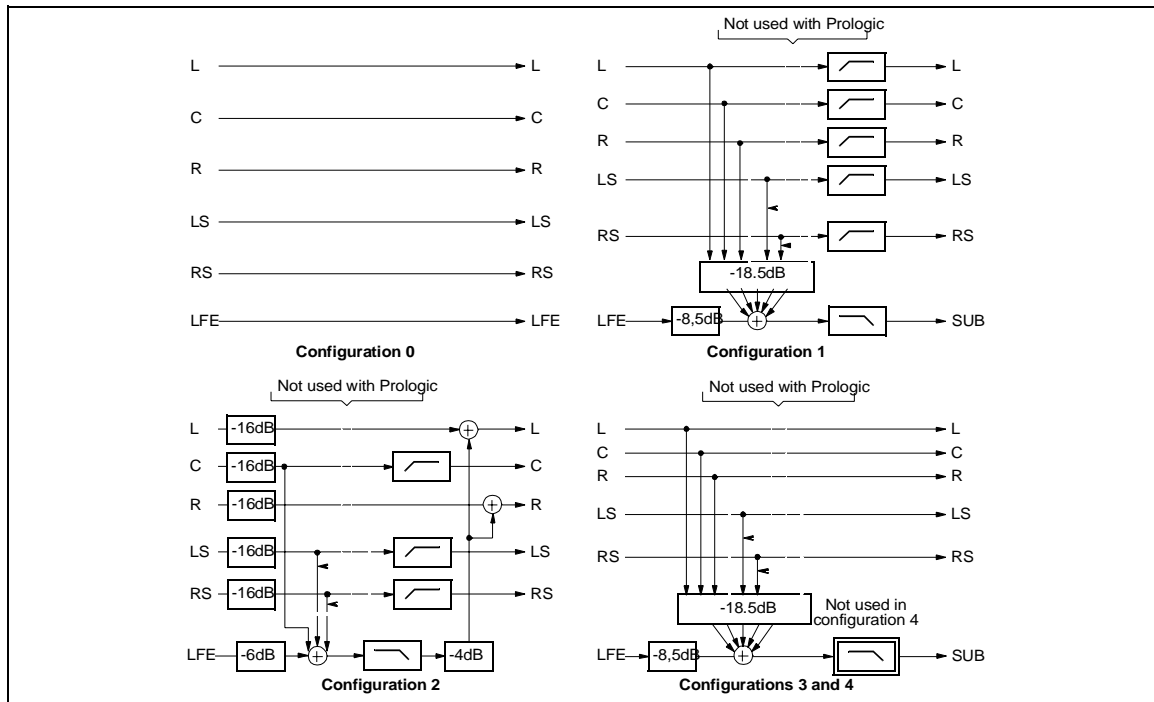 L L
C C
R R
LS LS
RS RS
LFE LFE
Configuration 0
Not used with Prologic
L L
C C
R R
LS LS
RS RS
-18.5dB
LFE -8,5dB SUB
Configuration 1
Not used with Prologic
L -16dB L
C -16dB C
R -16dB R
LS -16dB LS
RS -16dB RS
LFE -6dB -4dB
Configuration 2
Not used with Prologic
L L
C C
R R
LS LS
RS RS
-18.5dB
Not used in
configuration 4
LFE -8,5dB SUB
Configurations 3 and 4